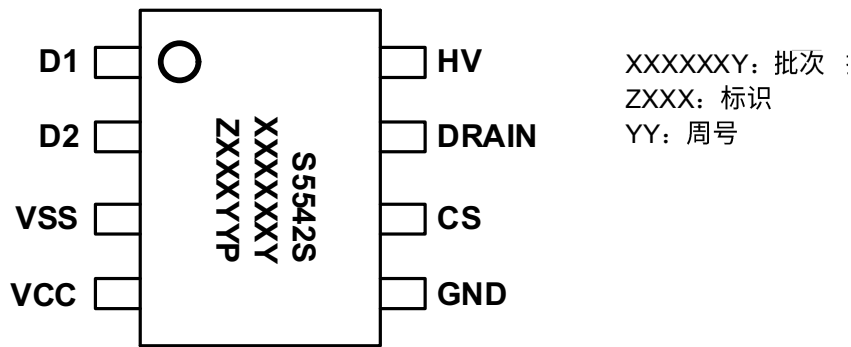 D1
HV
D2
DRAIN
VSS
CS
VCC
GND
S5542S
XXXXXXY
ZXXXYYP
XXXXXXY：批次
ZXXX：标识
YY：周号